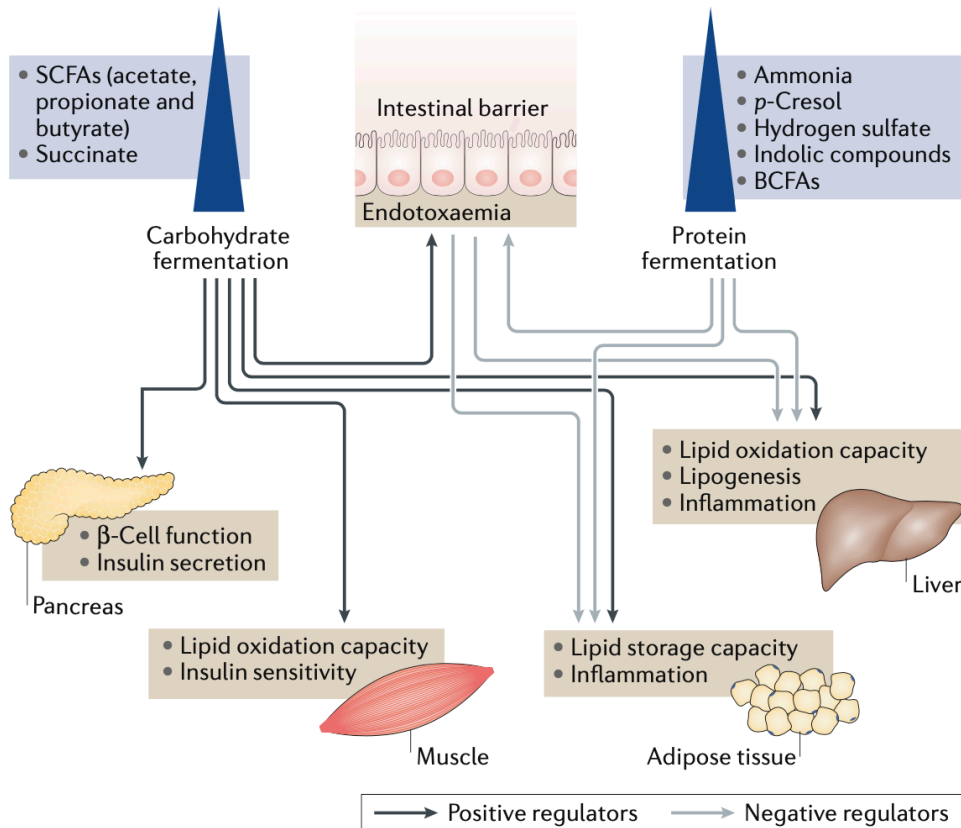 • SCFAs (acetate,
propionate and
butyrate)
• Succinate
Carbohydrate
fermentation
Intestinal barrier
Endotoxaemia
• Ammonia
• p-Cresol
• Hydrogen sulfate
• Indolic compounds
• BCFAs
Protein
fermentation
• β-Cell function
• Insulin secretion
Pancreas
• Lipid oxidation capacity
• Insulin sensitivity
Muscle
• Lipid storage capacity
• Inflammation
Adipose tissue
• Lipid oxidation capacity
• Lipogenesis
• Inflammation
Liver
Positive regulators
Negative regulators